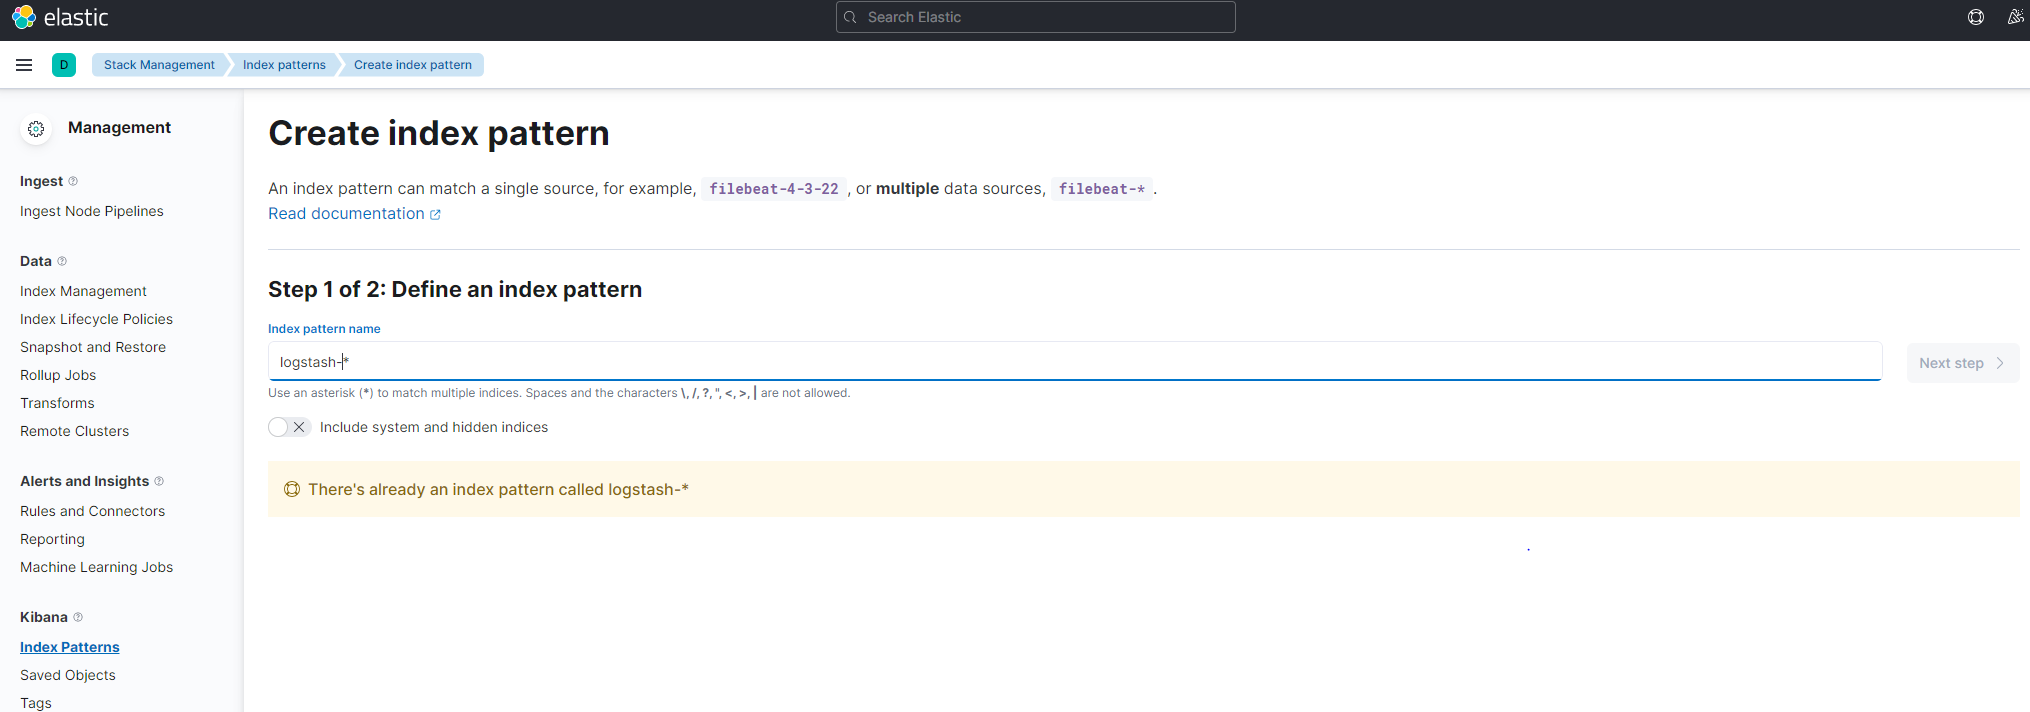 elastic
Search Elastic
D
Stack Management
Index patterns
Create index pattern
Management
Ingest
Ingest Node Pipelines
Data
Index Management
Index Lifecycle Policies
Snapshot and Restore
Rollup Jobs
Transforms
Remote Clusters
Alerts and Insights
Rules and Connectors
Reporting
Machine Learning Jobs
Kibana
Index Patterns
Saved Objects
Tags
Create index pattern
An index pattern can match a single source, for example, filebeat-4-3-22 , or multiple data sources, filebeat-* .
Read documentation
Step 1 of 2: Define an index pattern
Index pattern name
logstash-*
Next step
Use an asterisk (*) to match multiple indices. Spaces and the characters \, /, ?, ", <, >, | are not allowed.
Include system and hidden indices
There's already an index pattern called logstash-*